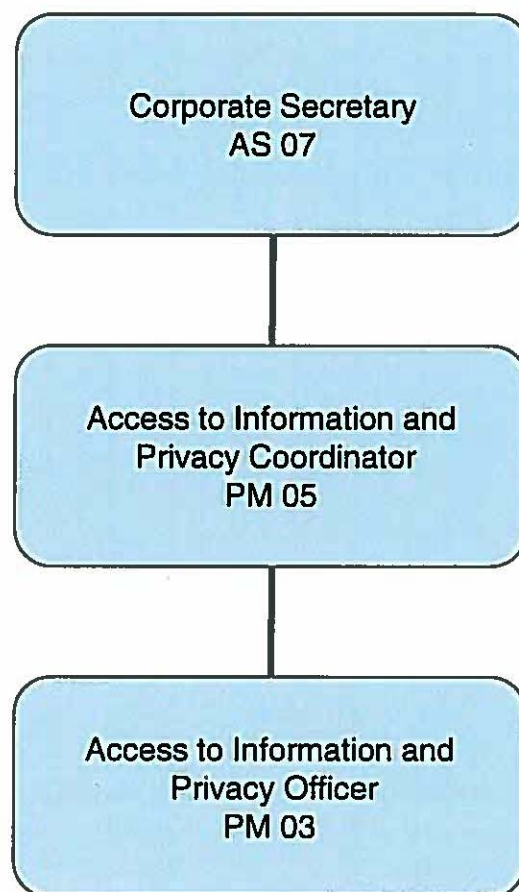 Corporate Secretary
AS 07
Access to Information and
Privacy Coordinator
PM 05
Access to Information and
Privacy Officer
PM 03